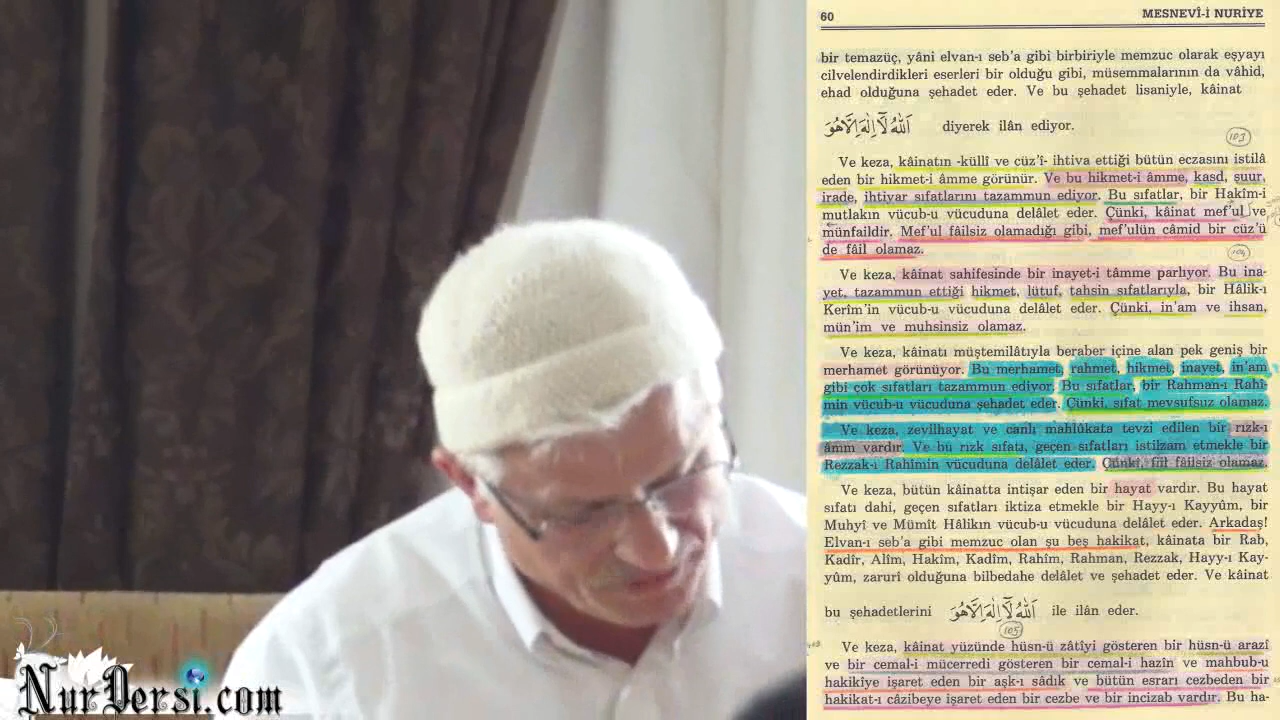 60 MESNEVÎ-İ NURİYE
bir temazüç, yâni elvan-ı seb'a gibi birbiriyle memzuc olarak eşyayı
cilvelendirdikleri eserleri bir olduğu gibi, müsemmalarının da vâhid,
ehad olduğuna şehadet eder. Ve bu şehadet lisaniyle, kâinat
اَللّٰهُ لَٓا اِلٰهَ اِلَّا هُوَ diyerek ilân ediyor.
103
Ve keza, kâinatın -küllî ve cüz'î- ihtiva ettiği bütün eczasını istilâ
eden bir hikmet-i âmme görünür. Ve bu hikmet-i âmme, kasd, şuur,
irade, ihtiyar sıfatlarını tazammun ediyor. Bu sıfatlar, bir Hakîm-i
mutlakın vücub-u vücuduna delâlet eder. Çünki, kâinat mef'ul ve
münfaildir. Mef'ul fâilsiz olamadığı gibi, mef'ulün câmid bir cüz'ü
de fâil olamaz.
104
Ve keza, kâinat sahifesinde bir inayet-i tâmme parlıyor. Bu ina-
yet, tazammun ettiği hikmet, lütuf, tahsin sıfatlarıyla, bir Hâlik-ı
Kerîm'in vücub-u vücuduna delâlet eder. Çünki, in'am ve ihsan,
mün'im ve muhsinsiz olamaz.
Ve keza, kâinatı müştemilâtıyla beraber içine alan pek geniş bir
merhamet görünüyor. Bu merhamet, rahmet, hikmet, inayet, in'am
gibi çok sıfatları tazammun ediyor. Bu sıfatlar, bir Rahman-ı Rahî-
min vücub-u vücuduna şehadet eder. Çünki, sıfat mevsufsuz olamaz.
Ve keza, zevilhayat ve canlı mahlûkata tevzi edilen bir rızk-ı
âmm vardır. Ve bu rızk sıfatı, geçen sıfatları istilzam etmekle bir
Rezzak-ı Rahîmin vücuduna delâlet eder. Çünki, fiil fâilsiz olamaz.
Ve keza, bütün kâinatta intişar eden bir hayat vardır. Bu hayat
sıfatı dahi, geçen sıfatları iktiza etmekle bir Hayy-ı Kayyûm, bir
Muhyî ve Mümît Hâlikın vücub-u vücuduna delâlet eder. Arkadaş!
Elvan-ı seb'a gibi memzuc olan şu beş hakikat, kâinata bir Rab,
Kadîr, Alîm, Hakîm, Kadîm, Rahîm, Rahman, Rezzak, Hayy-ı Kay-
yûm, zarurî olduğuna bilbedahe delâlet ve şehadet eder. Ve kâinat
bu şehadetlerini اَللّٰهُ لَٓا اِلٰهَ اِلَّا هُوَ ile ilân eder.
105
Ve keza, kâinat yüzünde hüsn-ü zâtîyi gösteren bir hüsn-ü arazî
ve bir cemal-i mücerredi gösteren bir cemal-i hazîn ve mahbub-u
hakikîye işaret eden bir aşk-ı sâdık ve bütün esrarı cezbeden bir
hakikat-ı câzibeye işaret eden bir cezbe ve bir incizab vardır. Bu ha-
NurDersi.com